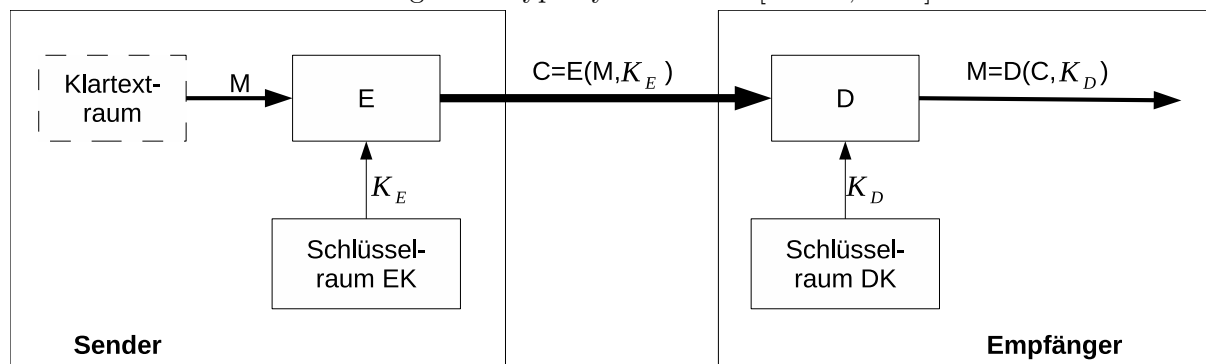 Klartext-
raum
M
E
C=E(M,K_E)
D
M=D(C,K_D)
K_E
K_D
Schlüssel-
raum EK
Schlüssel-
raum DK
Sender
Empfänger